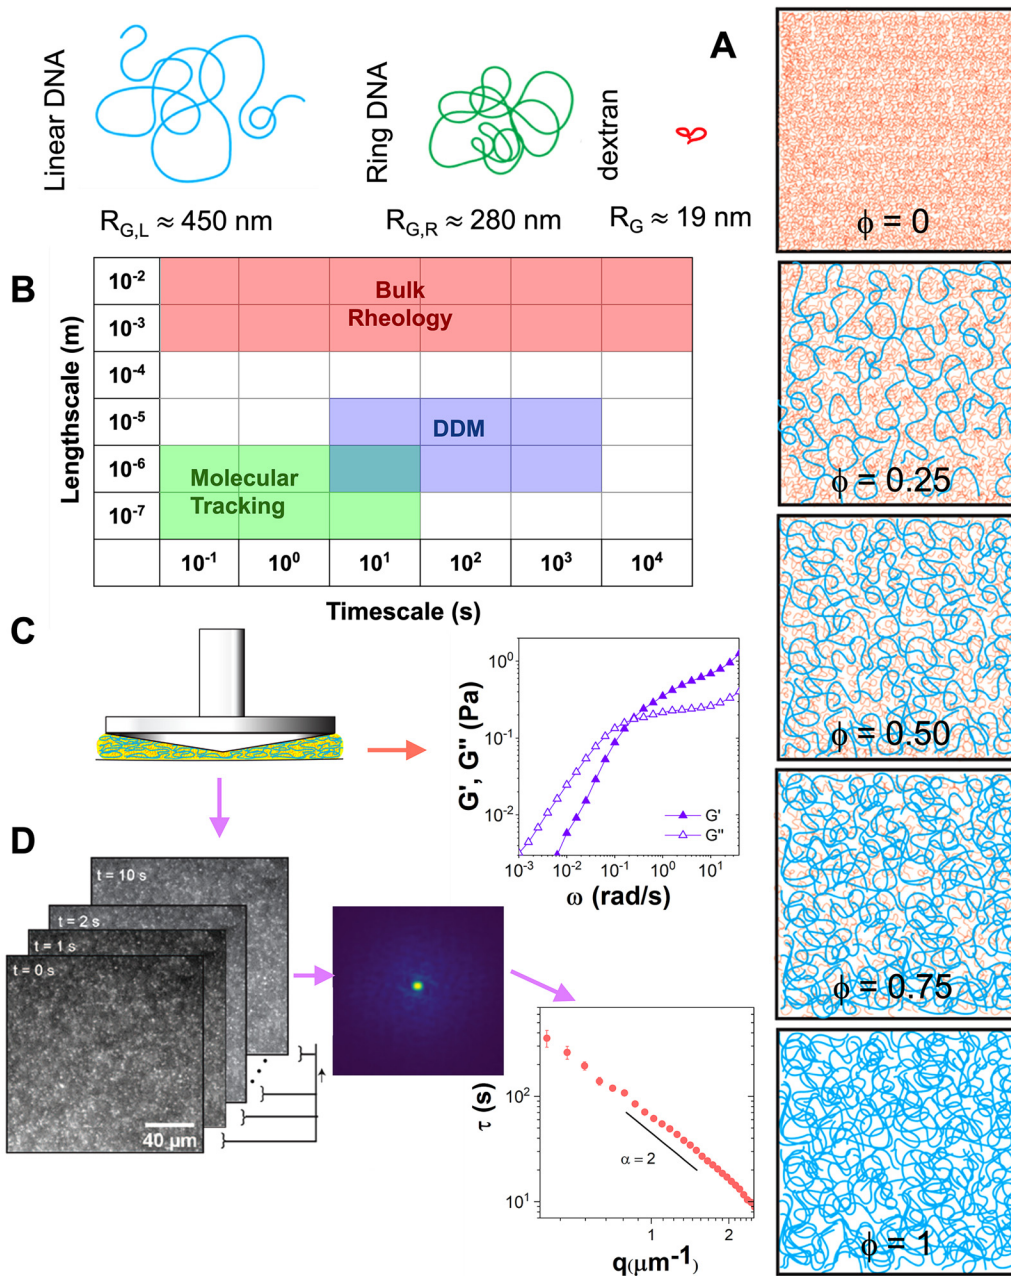 A
Linear DNA
Ring DNA
dextran
R_G,L ≈ 450 nm
R_G,R ≈ 280 nm
R_G ≈ 19 nm
ϕ = 0
ϕ = 0.25
ϕ = 0.50
ϕ = 0.75
ϕ = 1
B
Lengthscale (m)
10⁻²
10⁻³
10⁻⁴
10⁻⁵
10⁻⁶
10⁻⁷
Bulk
Rheology
DDM
Molecular
Tracking
10⁻¹
10⁰
10¹
10²
10³
10⁴
Timescale (s)
C
G', G" (Pa)
10⁰
10⁻¹
10⁻²
G'
G"
10⁻³
10⁻²
10⁻¹
10⁰
10¹
ω (rad/s)
D
t = 10 s
t = 2 s
t = 1 s
t = 0 s
40 μm
τ (s)
10²
10¹
α = 2
1
2
q(μm⁻¹)